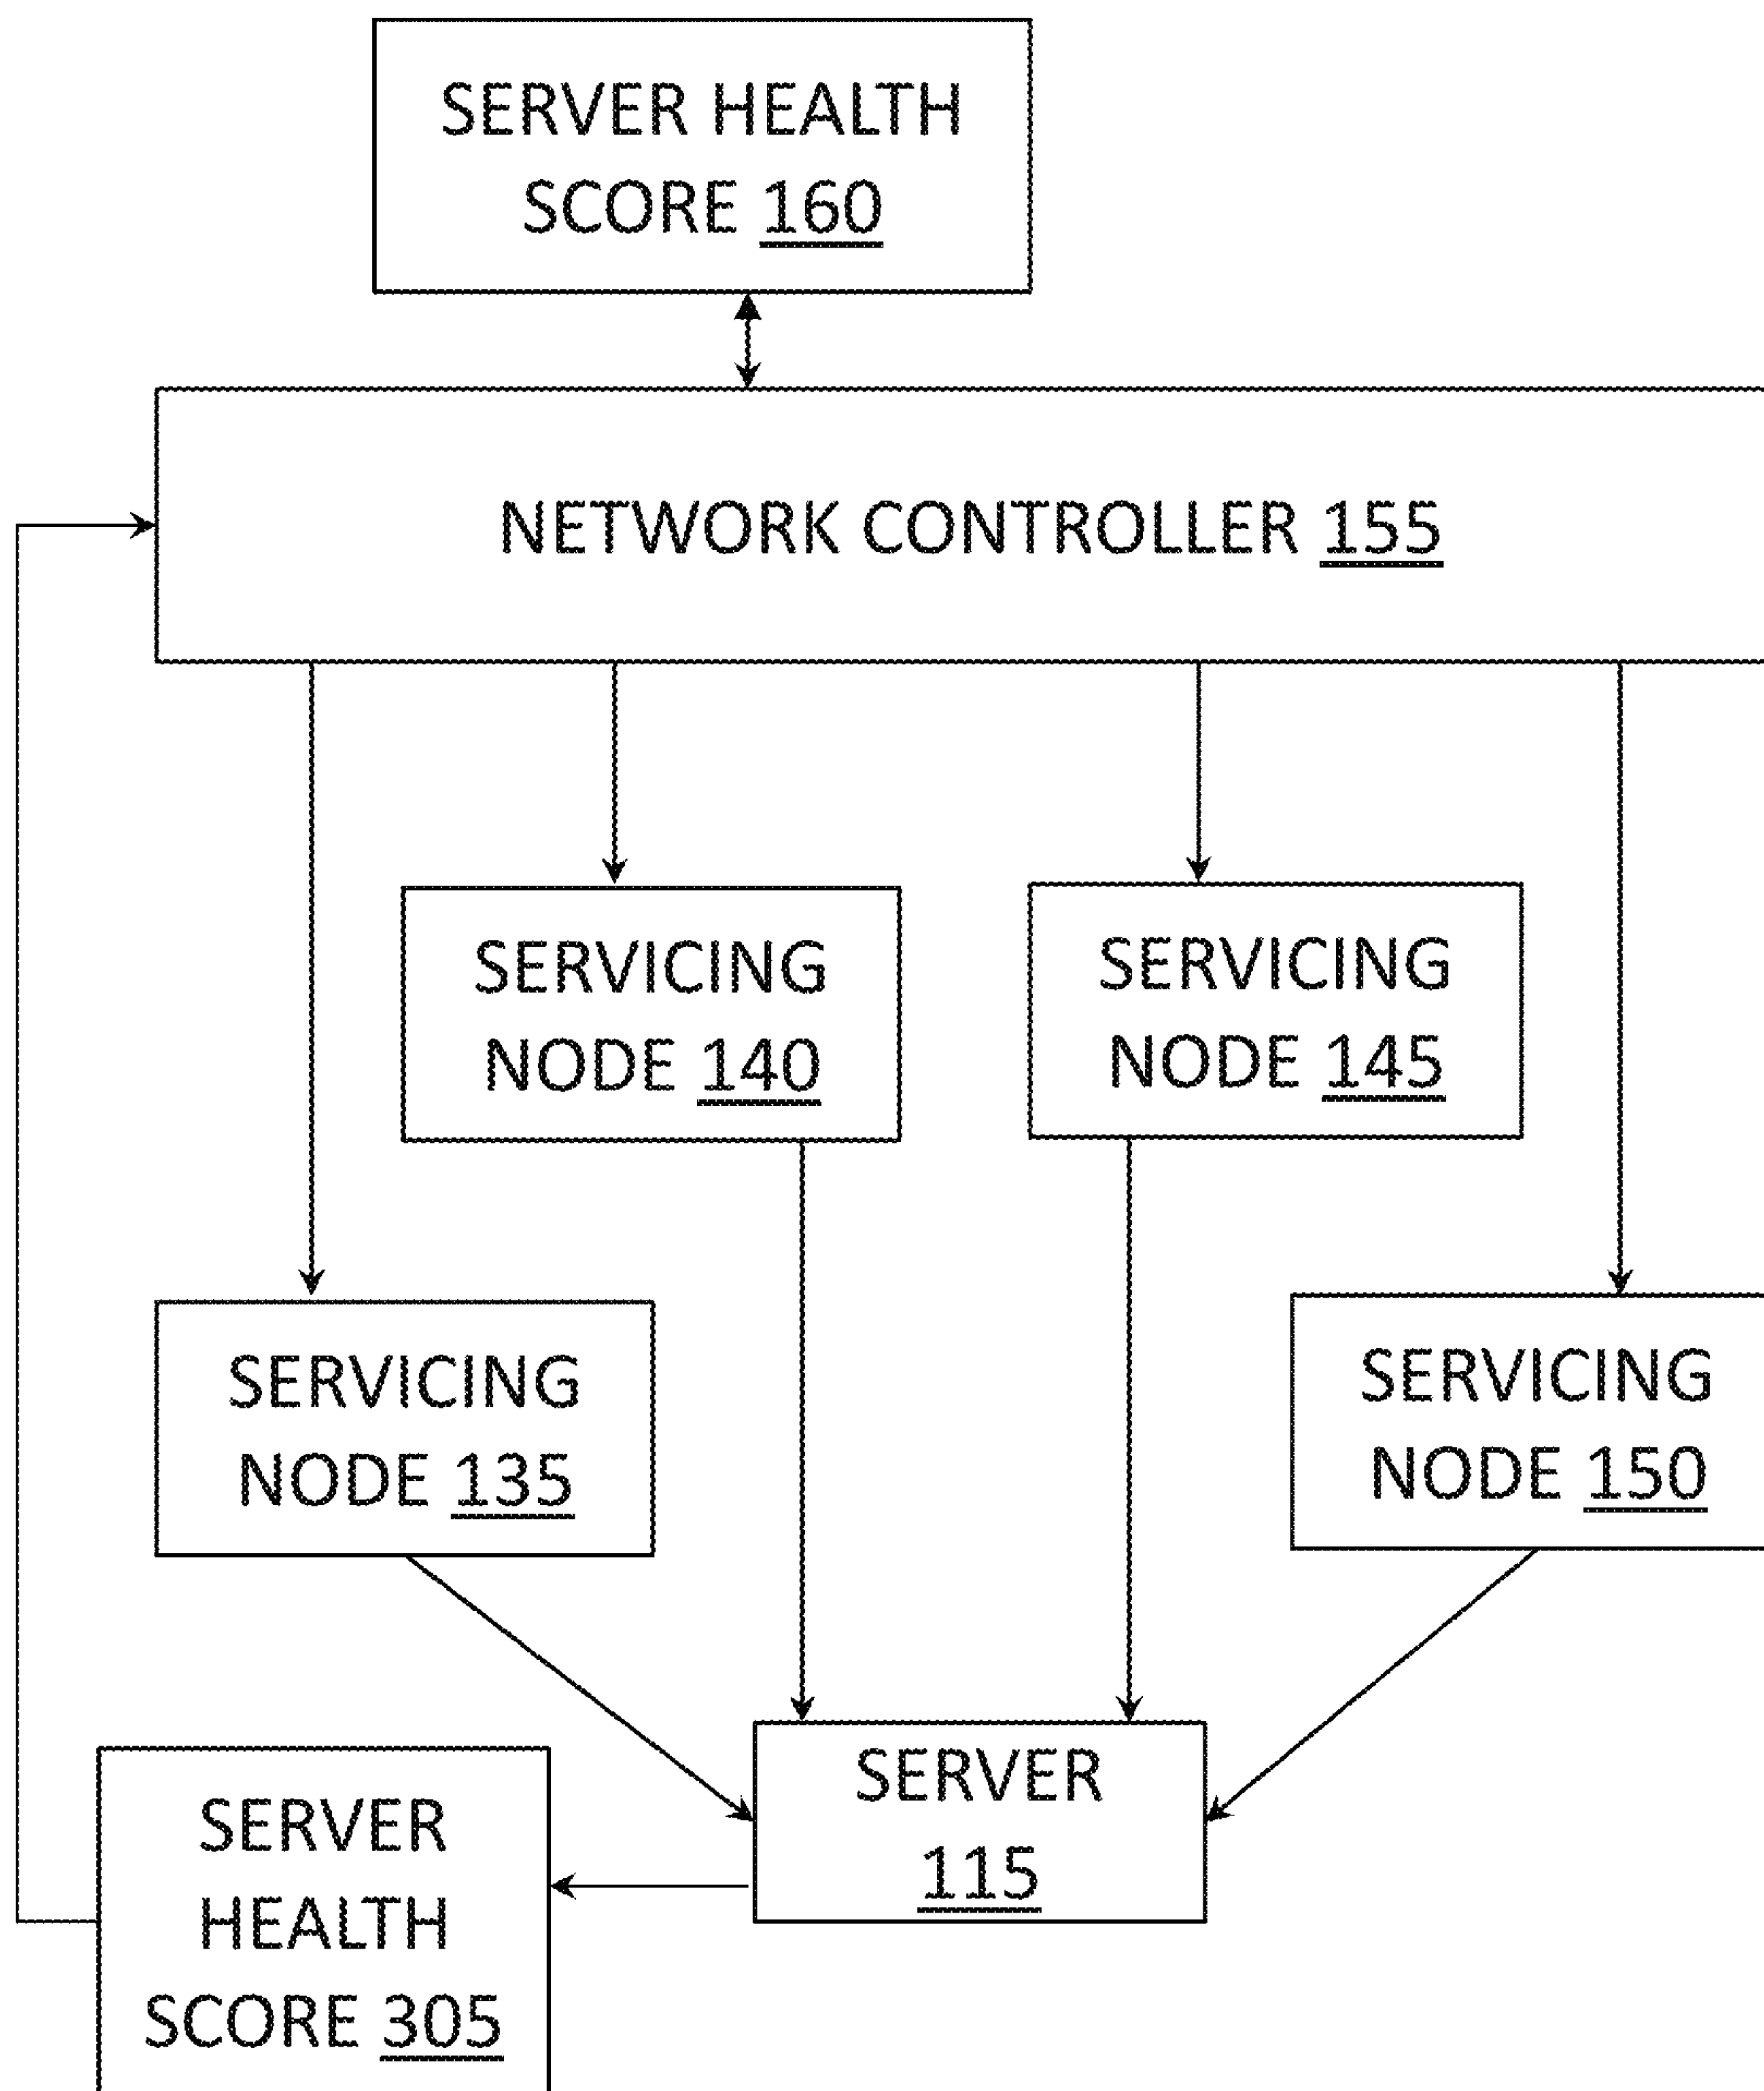 SERVER HEALTH
SCORE 160
NETWORK CONTROLLER 155
SERVICING
NODE 140
SERVICING
NODE 145
SERVICING
NODE 135
SERVICING
NODE 150
SERVER
115
SERVER
HEALTH
SCORE 305